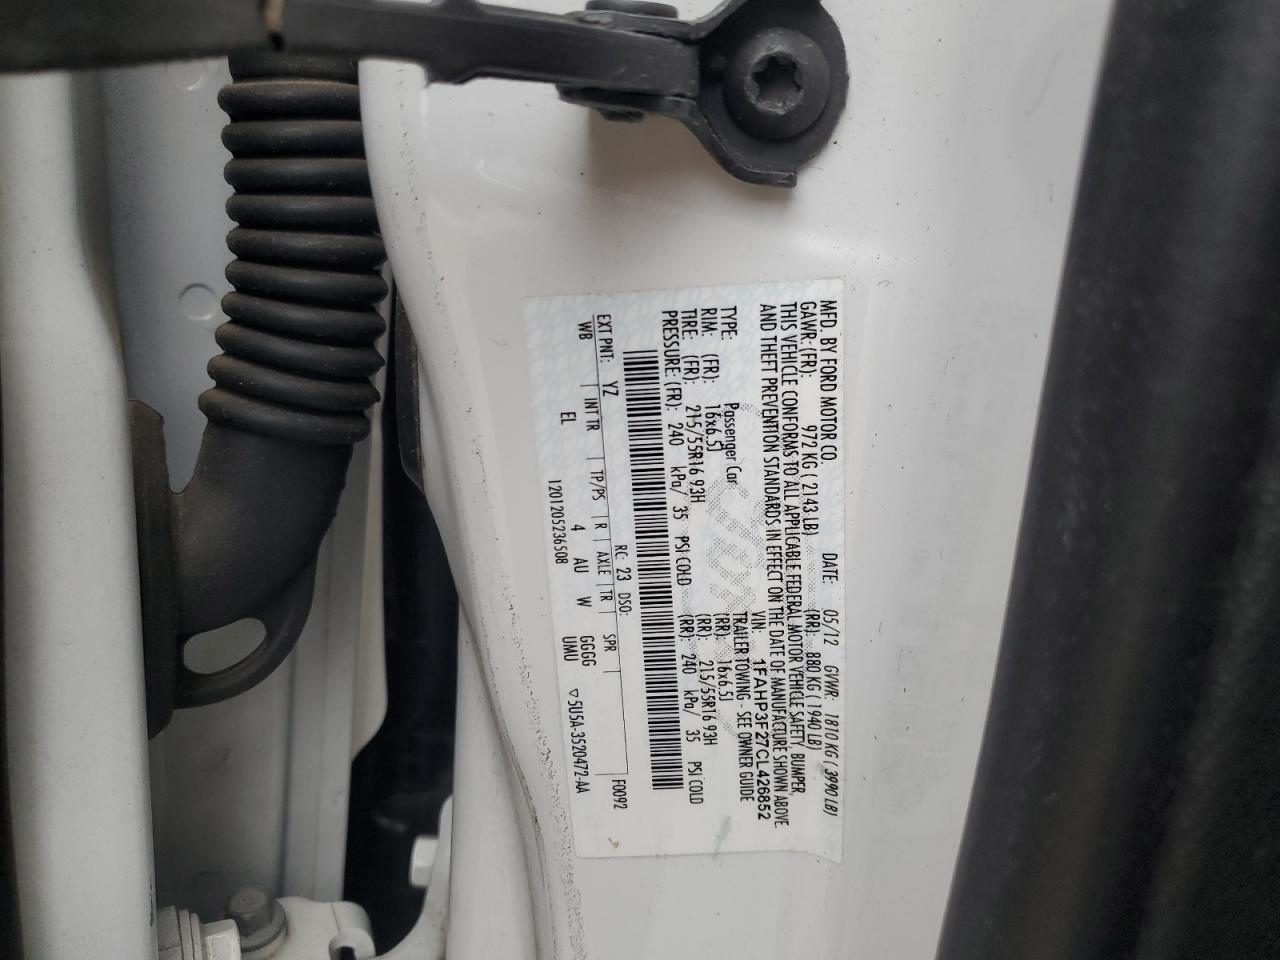 MFD. BY FORD MOTOR CO.
DATE: 05/12 GVWR: 1810 KG ( 3990 LB)
GAWR: (FR): 972 KG ( 2143 LB) (RR): 880 KG ( 1940 LB)
THIS VEHICLE CONFORMS TO ALL APPLICABLE FEDERAL MOTOR VEHICLE SAFETY, BUMPER,
AND THEFT PREVENTION STANDARDS IN EFFECT ON THE DATE OF MANUFACTURE SHOWN ABOVE.
VIN: 1FAHP3F27CL426852
TYPE: Passenger Car TRAILER TOWING - SEE OWNER GUIDE
RIM: (FR): 16x6.5J (RR): 16x6.5J
TIRE: (FR): 215/55R16 93H (RR): 215/55R16 93H
PRESSURE: (FR): 240 kPa/ 35 PSI COLD (RR): 240 kPa/ 35 PSI COLD
RC: 23 DSO: F0092
EXT PNT: YZ
WB INT TR TP/PS R AXLE TR SPR
EL 4 AU W GGGG
UMU
1201205236508 5U5A-3520472-AA